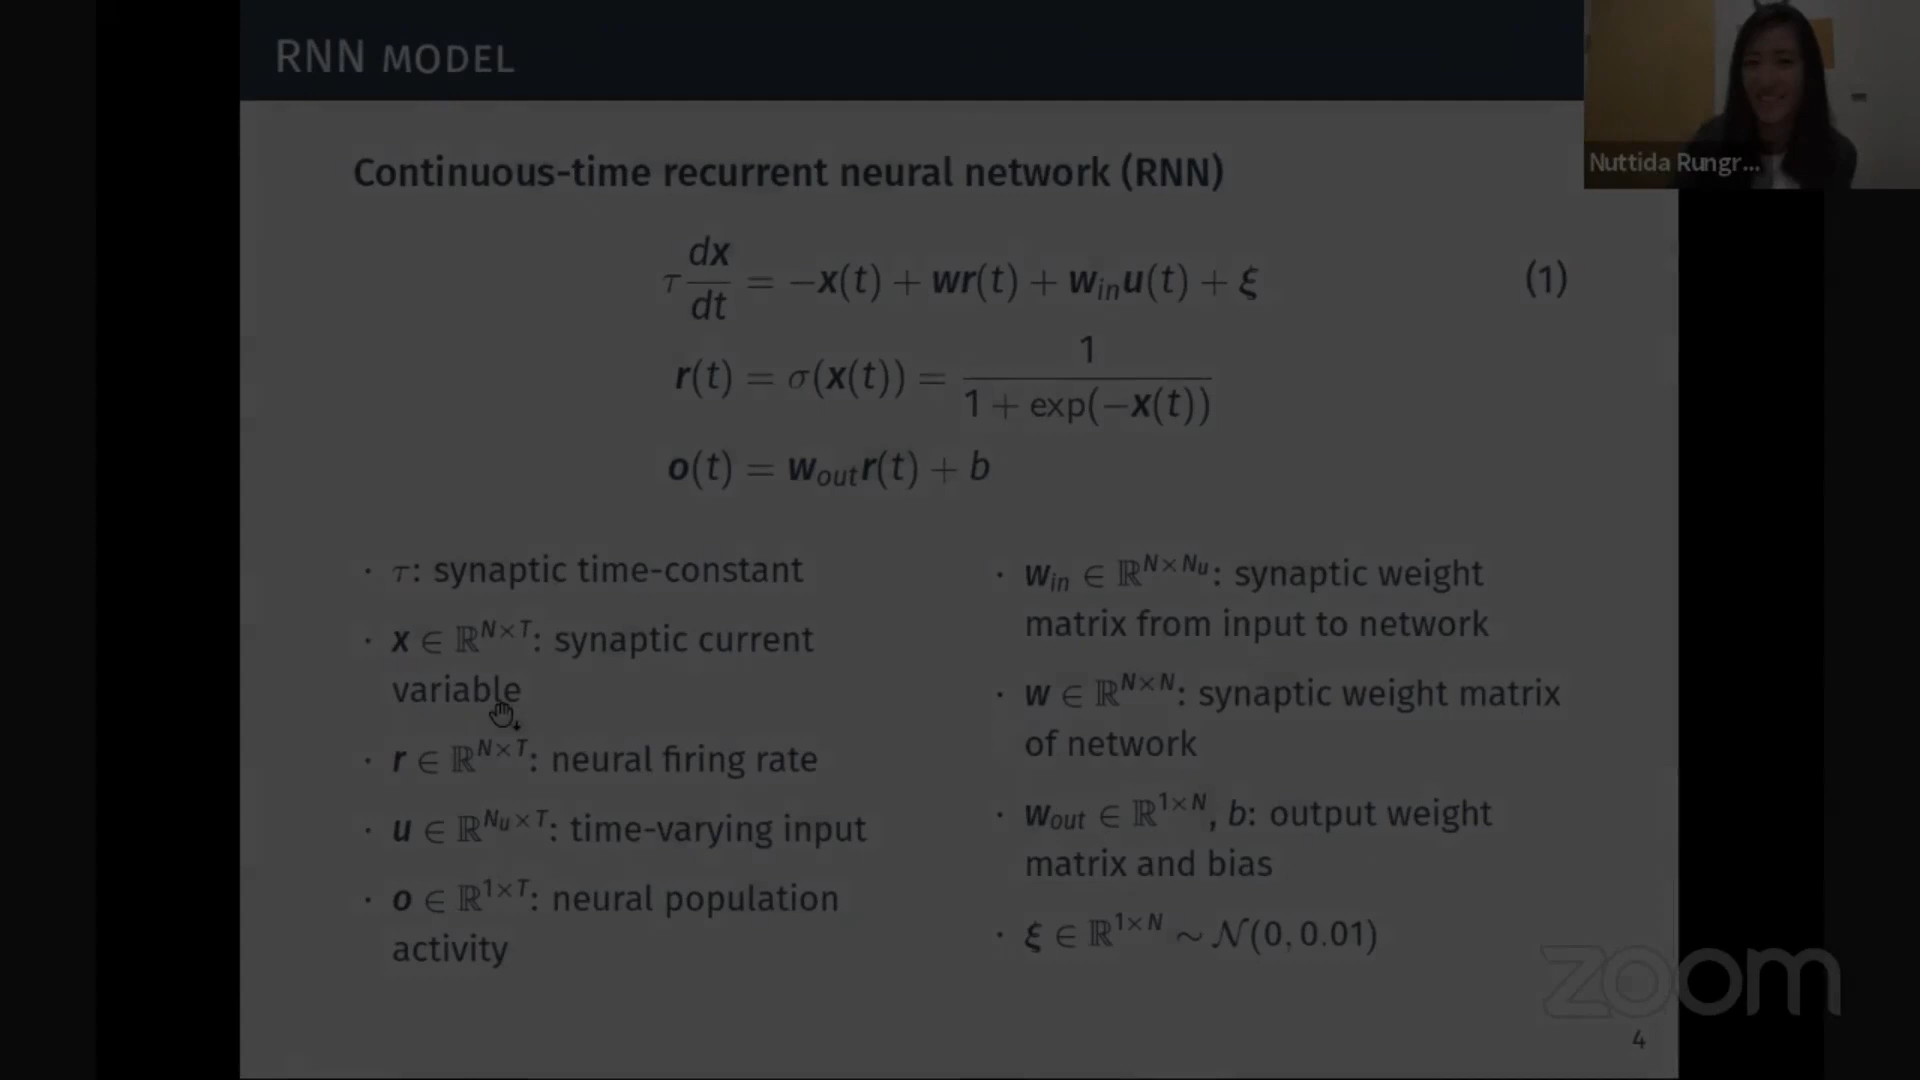 RNN MODEL
Nuttida Rungr...
Continuous-time recurrent neural network (RNN)
τ dx/dt = −x(t) + wr(t) + w_in u(t) + ξ (1)
r(t) = σ(x(t)) = 1 / (1 + exp(−x(t)))
o(t) = w_out r(t) + b
· τ: synaptic time-constant
· x ∈ ℝ^{N×T}: synaptic current
variable
· r ∈ ℝ^{N×T}: neural firing rate
· u ∈ ℝ^{N_u×T}: time-varying input
· o ∈ ℝ^{1×T}: neural population
activity
· w_in ∈ ℝ^{N×N_u}: synaptic weight
matrix from input to network
· w ∈ ℝ^{N×N}: synaptic weight matrix
of network
· w_out ∈ ℝ^{1×N}, b: output weight
matrix and bias
· ξ ∈ ℝ^{1×N} ∼ 𝒩(0, 0.01)
zoom
4